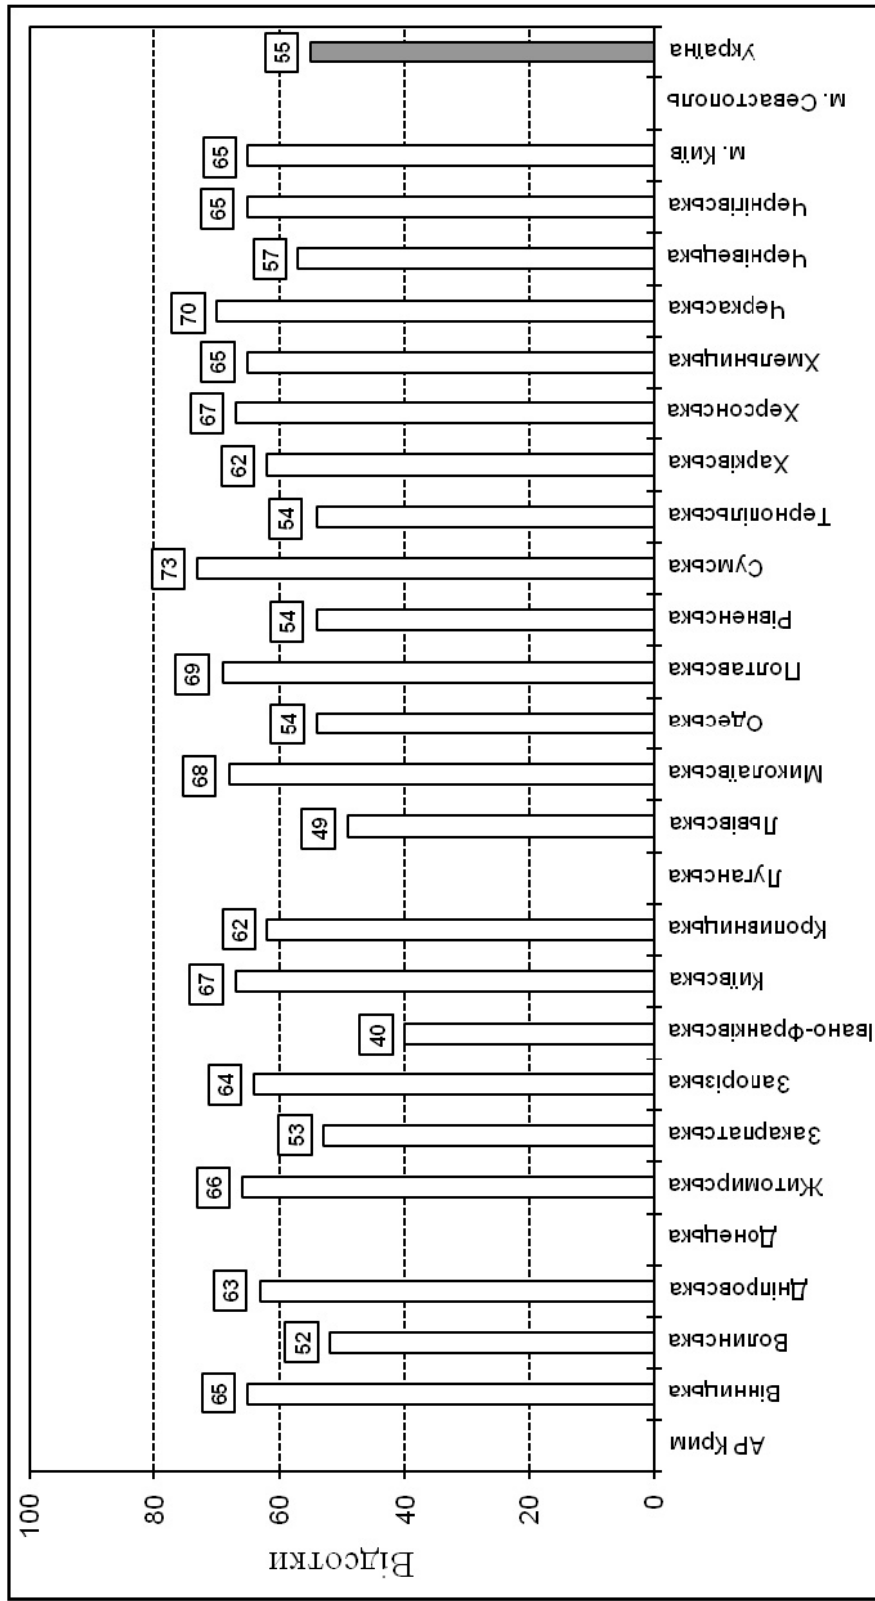 Відсотки
100
80
60
40
20
0
65
52
63
66
53
64
40
67
62
49
68
54
69
54
73
54
62
67
65
70
57
65
65
55
АР Крим
Вінницька
Волинська
Дніпровська
Донецька
Житомирська
Закарпатська
Запорізька
Івано-Франківська
Київська
Кропивницька
Луганська
Львівська
Миколаївська
Одеська
Полтавська
Рівненська
Сумська
Тернопільська
Харківська
Херсонська
Хмельницька
Черкаська
Чернівецька
Чернігівська
м. Київ
м. Севастополь
Україна